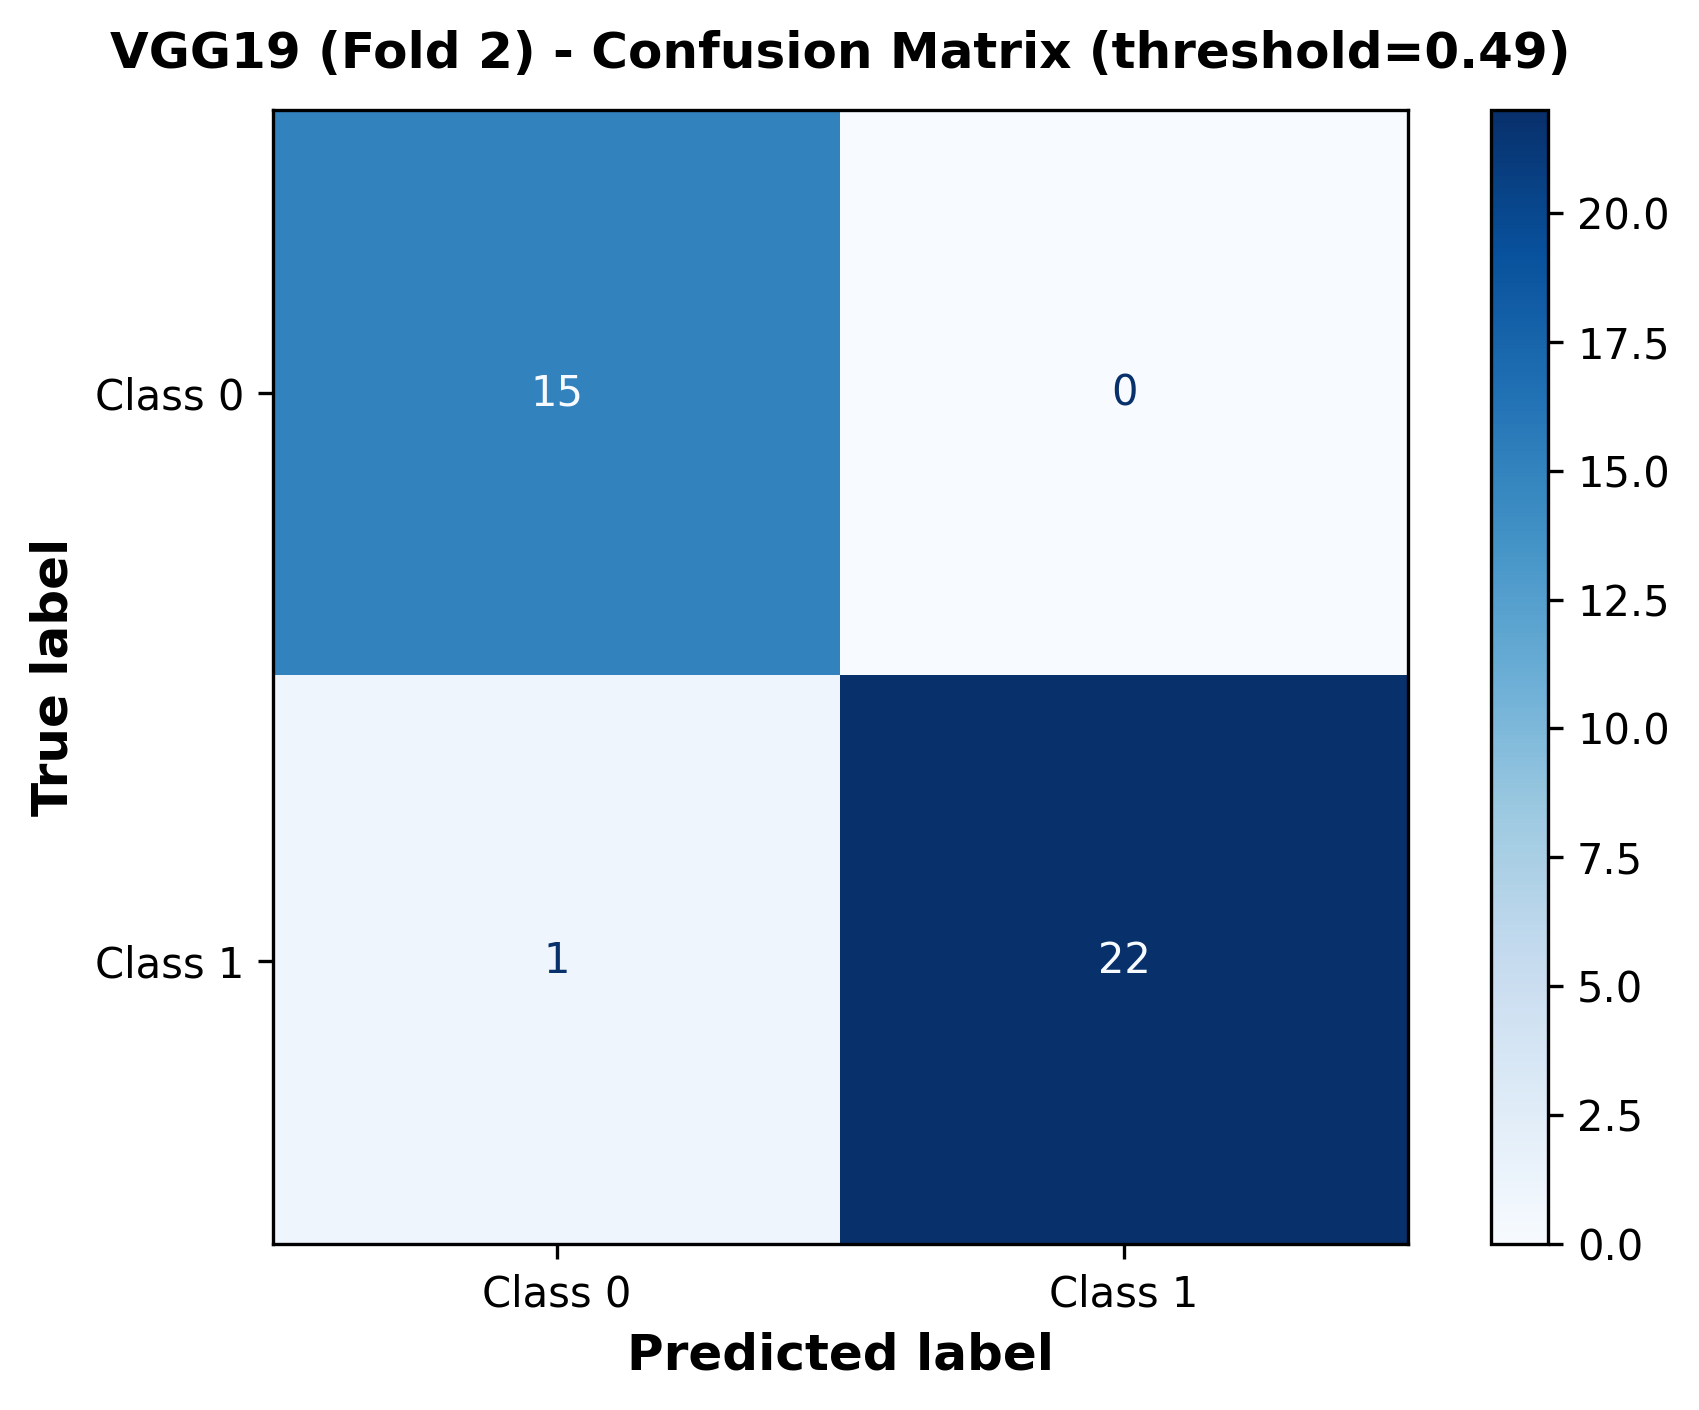 VGG19 (Fold 2) - Confusion Matrix (threshold=0.49)
True label
Class 0
15
0
Class 1
1
22
Class 0
Class 1
Predicted label
20.0
17.5
15.0
12.5
10.0
7.5
5.0
2.5
0.0